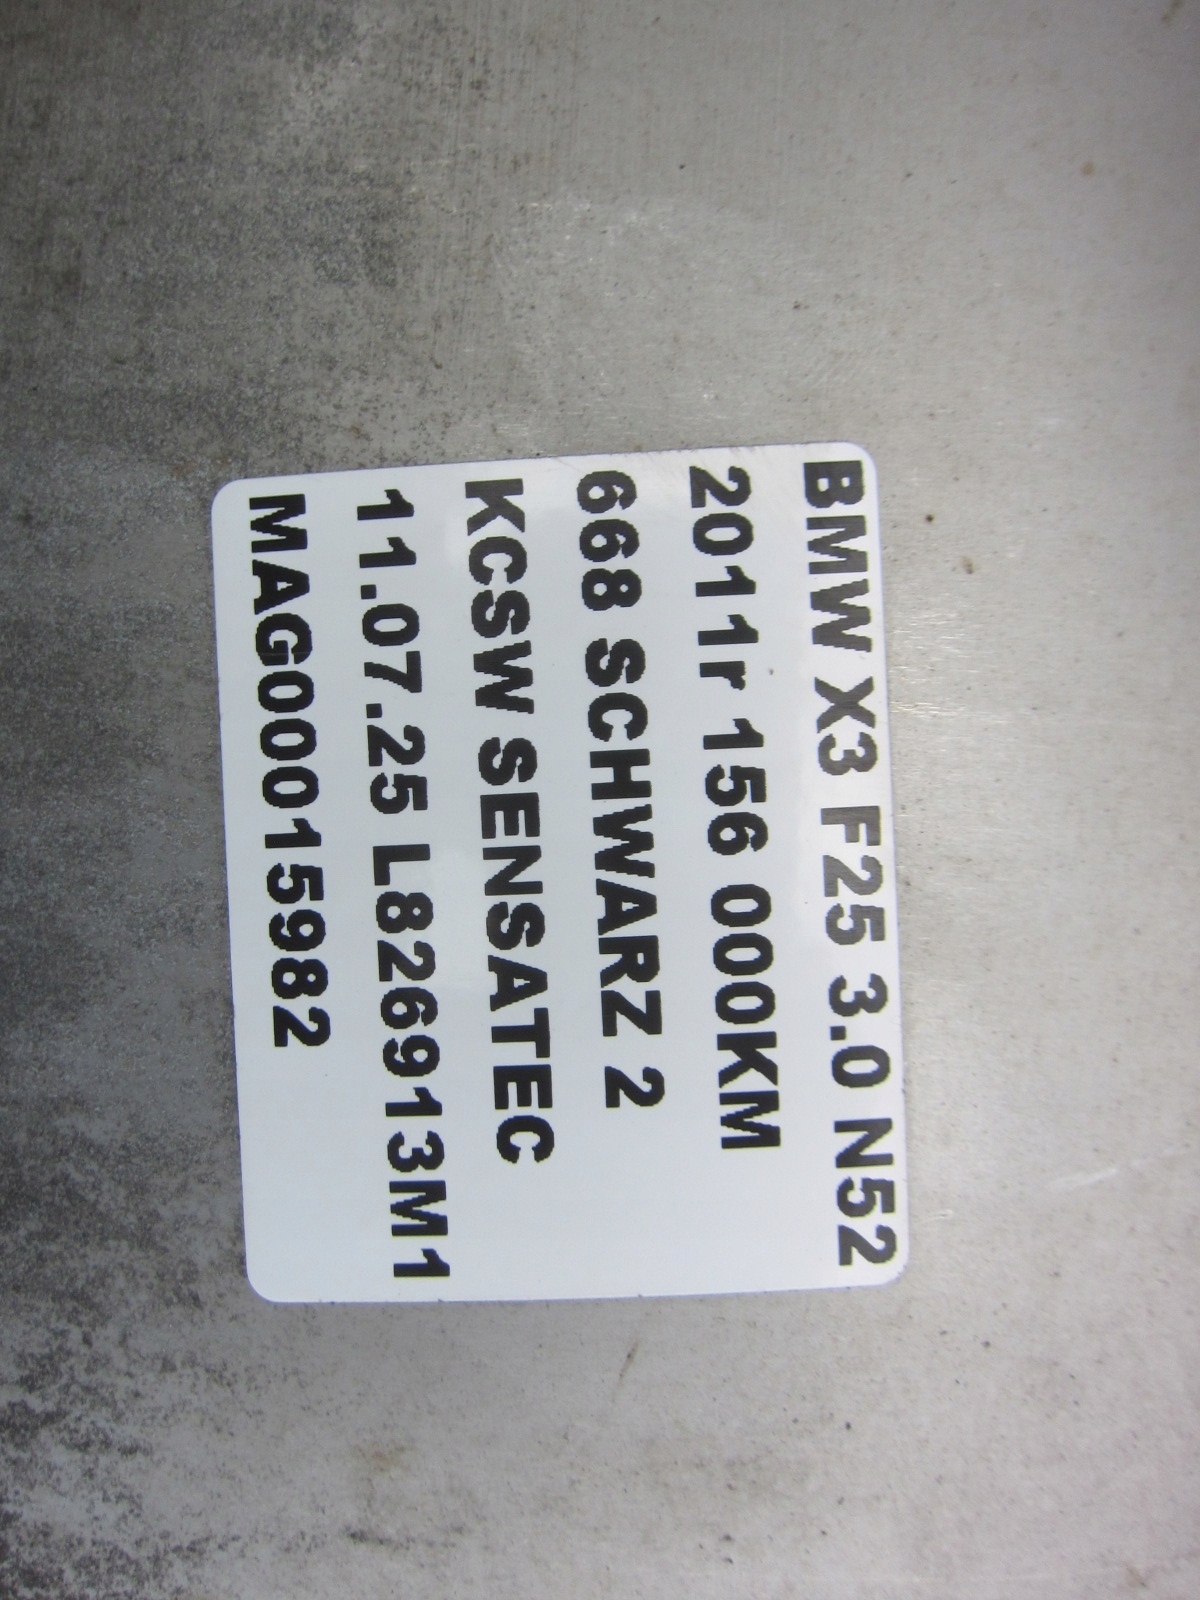 BMW X3 F25 3.0 N52
2011r 156 000KM
668 SCHWARZ 2
KCSW SENSATEC
11.07.25 L826913M1
MAG00015982